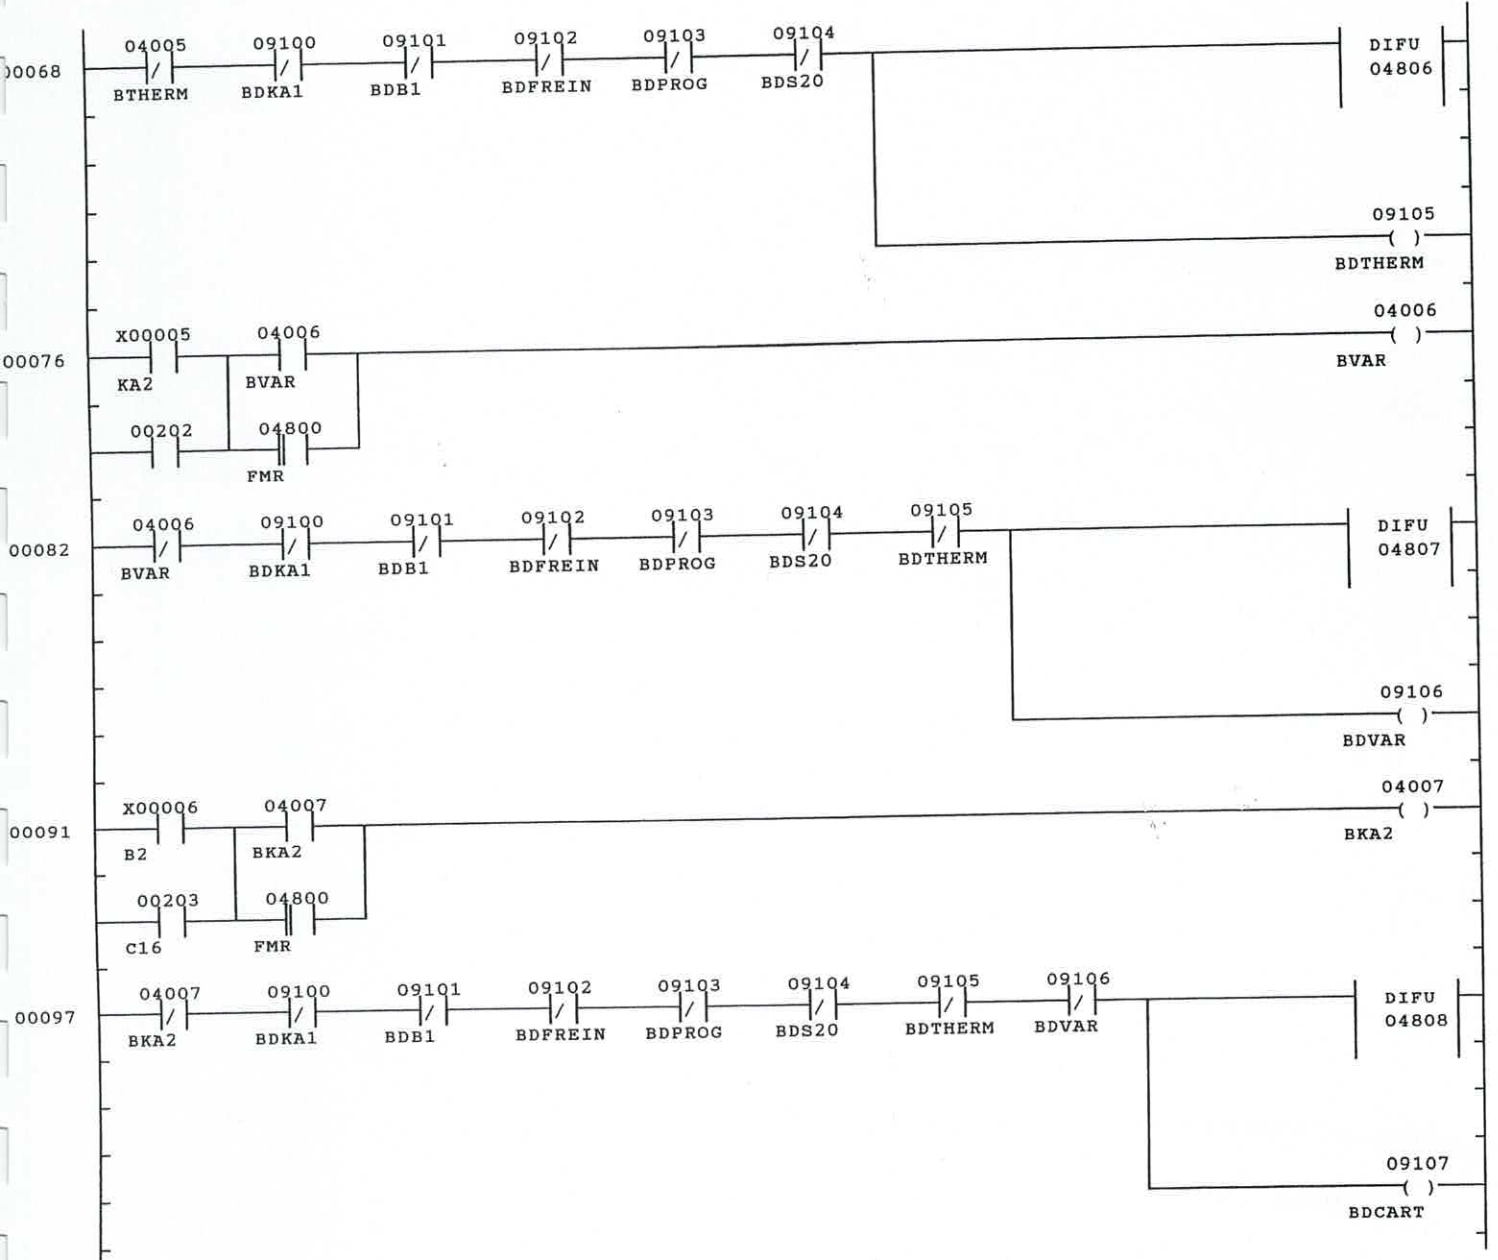 04005 09100 09101 09102 09103 09104 DIFU
00068 04806
BTHERM BDKA1 BDB1 BDFREIN BDPROG BDS20
09105
BDTHERM
04006
X00005 04006
00076
KA2 BVAR BVAR
00202 04800
FMR
04006 09100 09101 09102 09103 09104 09105 DIFU
00082 04807
BVAR BDKA1 BDB1 BDFREIN BDPROG BDS20 BDTHERM
09106
BDVAR
04007
X00006 04007
00091
B2 BKA2 BKA2
00203 04800
C16 FMR
04007 09100 09101 09102 09103 09104 09105 09106 DIFU
00097 04808
BKA2 BDKA1 BDB1 BDFREIN BDPROG BDS20 BDTHERM BDVAR
09107
BDCART